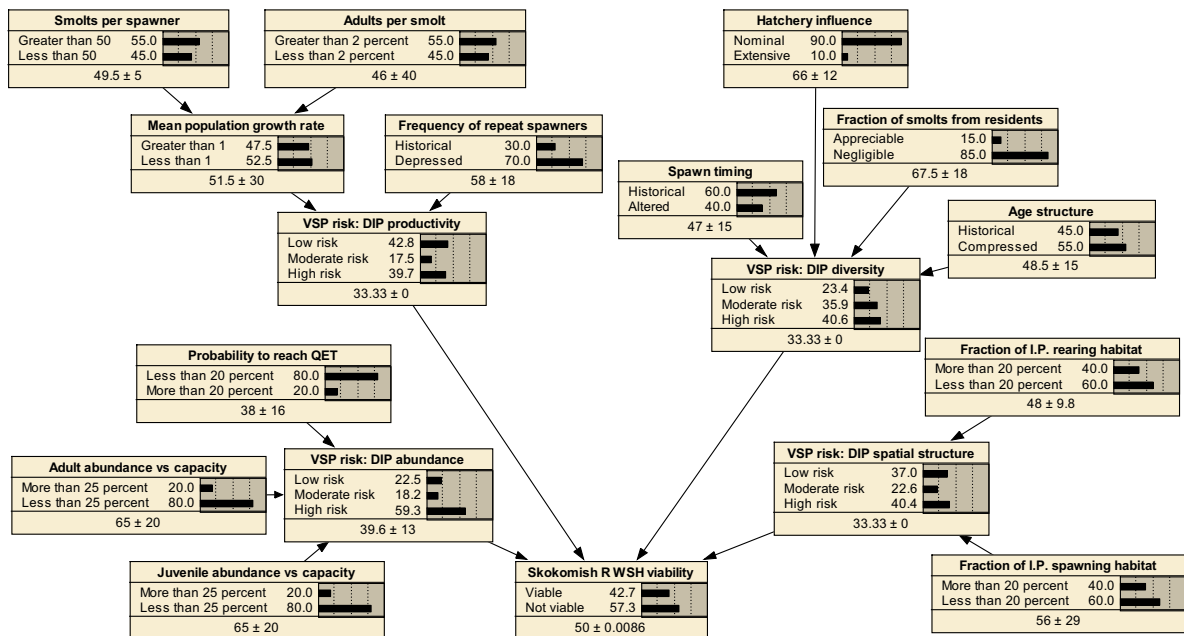 Smolts per spawner
Greater than 50 55.0
Less than 50 45.0
49.5 ± 5
Adults per smolt
Greater than 2 percent 55.0
Less than 2 percent 45.0
46 ± 40
Hatchery influence
Nominal 90.0
Extensive 10.0
66 ± 12
Mean population growth rate
Greater than 1 47.5
Less than 1 52.5
51.5 ± 30
Frequency of repeat spawners
Historical 30.0
Depressed 70.0
58 ± 18
Fraction of smolts from residents
Appreciable 15.0
Negligible 85.0
67.5 ± 18
Spawn timing
Historical 60.0
Altered 40.0
47 ± 15
Age structure
Historical 45.0
Compressed 55.0
48.5 ± 15
VSP risk: DIP productivity
Low risk 42.8
Moderate risk 17.5
High risk 39.7
33.33 ± 0
VSP risk: DIP diversity
Low risk 23.4
Moderate risk 35.9
High risk 40.6
33.33 ± 0
Probability to reach QET
Less than 20 percent 80.0
More than 20 percent 20.0
38 ± 16
Fraction of I.P. rearing habitat
More than 20 percent 40.0
Less than 20 percent 60.0
48 ± 9.8
Adult abundance vs capacity
More than 25 percent 20.0
Less than 25 percent 80.0
65 ± 20
VSP risk: DIP abundance
Low risk 22.5
Moderate risk 18.2
High risk 59.3
39.6 ± 13
VSP risk: DIP spatial structure
Low risk 37.0
Moderate risk 22.6
High risk 40.4
33.33 ± 0
Juvenile abundance vs capacity
More than 25 percent 20.0
Less than 25 percent 80.0
65 ± 20
Skokomish R WSH viability
Viable 42.7
Not viable 57.3
50 ± 0.0086
Fraction of I.P. spawning habitat
More than 20 percent 40.0
Less than 20 percent 60.0
56 ± 29